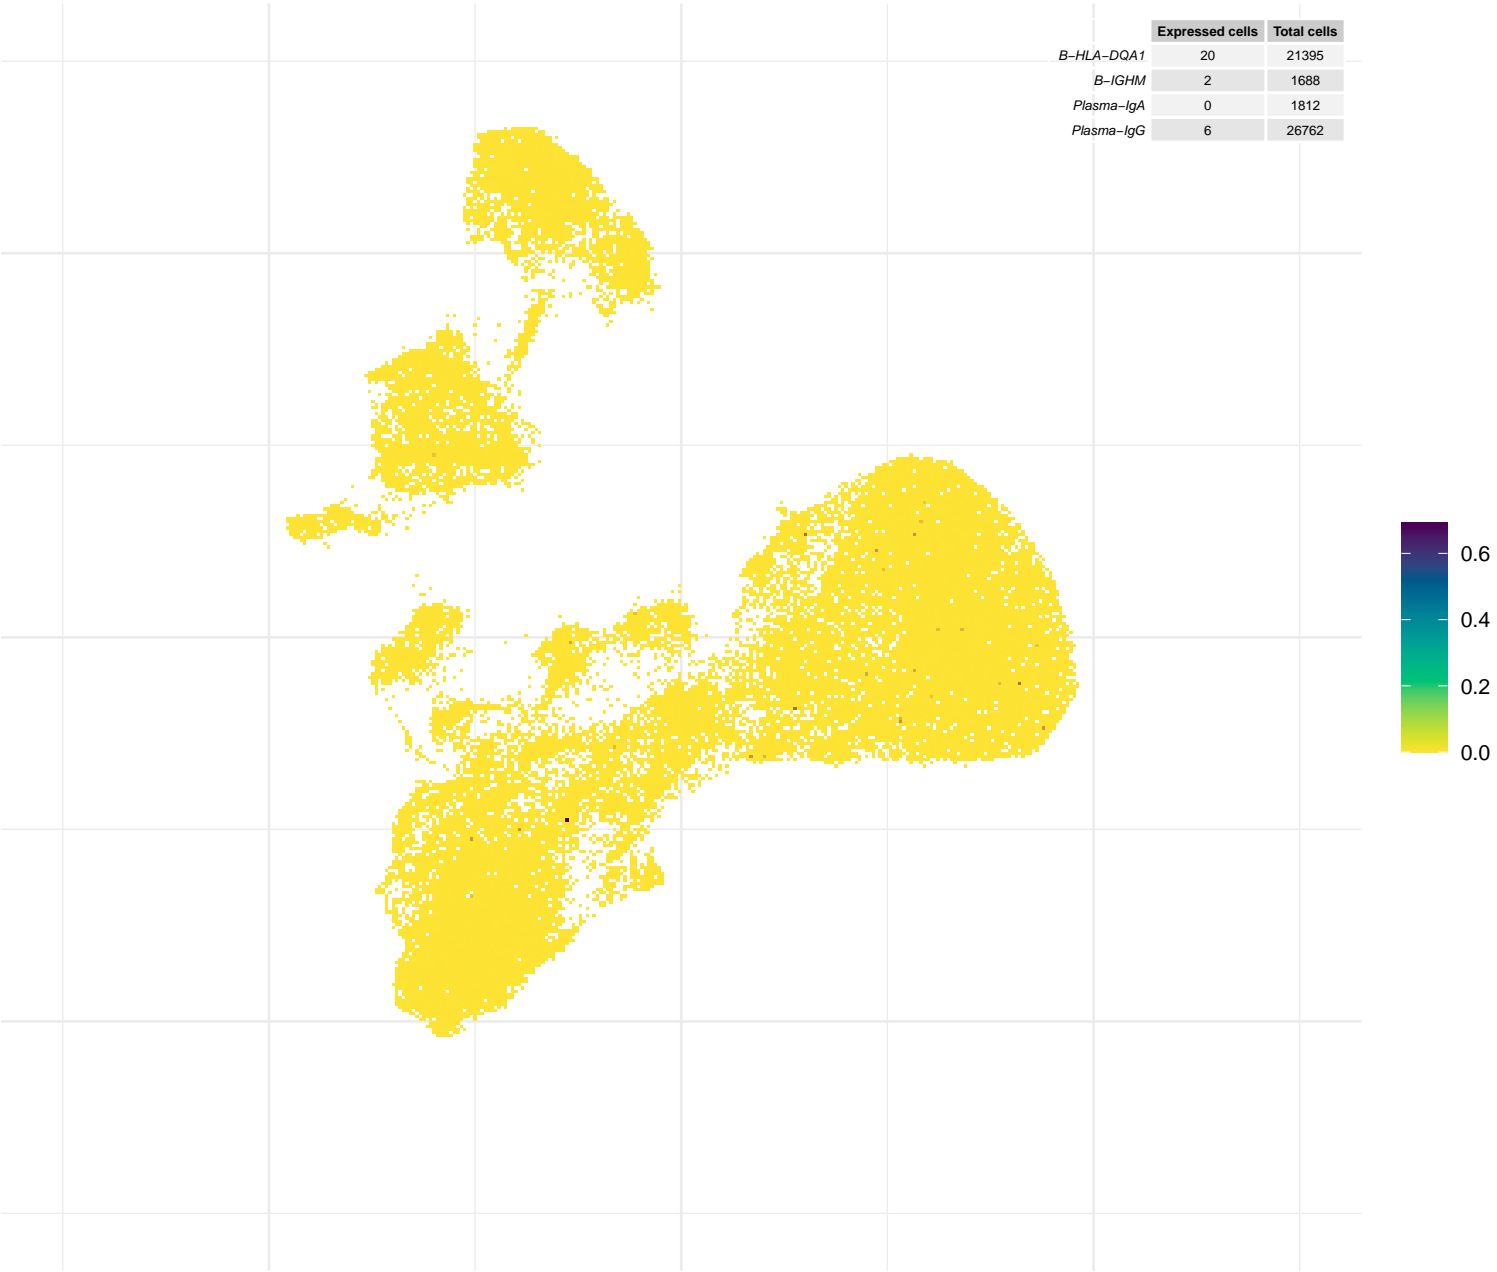 Expressed cells Total cells
B−HLA−DQA1 20 21395
B−IGHM 2 1688
Plasma−IgA 0 1812
Plasma−IgG 6 26762
0.6
0.4
0.2
0.0